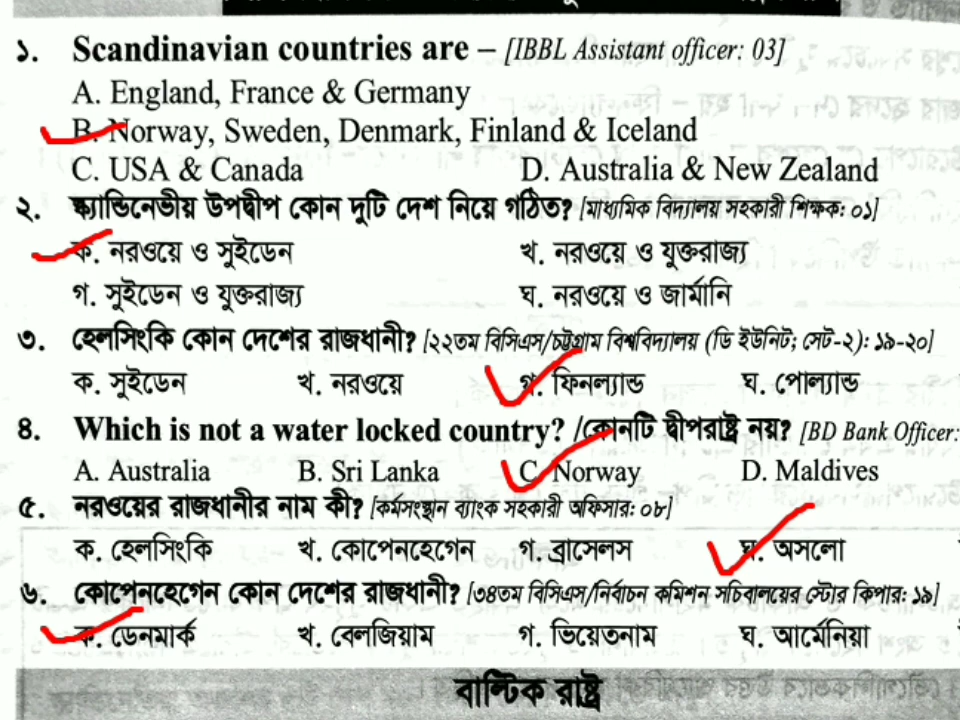 ১. Scandinavian countries are – [IBBL Assistant officer: 03]
A. England, France & Germany
B. Norway, Sweden, Denmark, Finland & Iceland
C. USA & Canada D. Australia & New Zealand
২. স্ক্যান্ডিনেভীয় উপদ্বীপ কোন দুটি দেশ নিয়ে গঠিত? [মাধ্যমিক বিদ্যালয় সহকারী শিক্ষক: ০১]
ক. নরওয়ে ও সুইডেন খ. নরওয়ে ও যুক্তরাজ্য
গ. সুইডেন ও যুক্তরাজ্য ঘ. নরওয়ে ও জার্মানি
৩. হেলসিংকি কোন দেশের রাজধানী? [২২তম বিসিএস/চট্টগ্রাম বিশ্ববিদ্যালয় (ডি ইউনিট; সেট-২): ১৯-২০]
ক. সুইডেন খ. নরওয়ে গ. ফিনল্যান্ড ঘ. পোল্যান্ড
৪. Which is not a water locked country? /কোনটি দ্বীপরাষ্ট্র নয়? [BD Bank Officer:
A. Australia B. Sri Lanka C. Norway D. Maldives
৫. নরওয়ের রাজধানীর নাম কী? [কর্মসংস্থান ব্যাংক সহকারী অফিসার: ০৮]
ক. হেলসিংকি খ. কোপেনহেগেন গ. ব্রাসেলস ঘ. অসলো
৬. কোপেনহেগেন কোন দেশের রাজধানী? [৩৪তম বিসিএস/নির্বাচন কমিশন সচিবালয়ের স্টোর কিপার: ১৯]
ক. ডেনমার্ক খ. বেলজিয়াম গ. ভিয়েতনাম ঘ. আর্মেনিয়া
বাল্টিক রাষ্ট্র